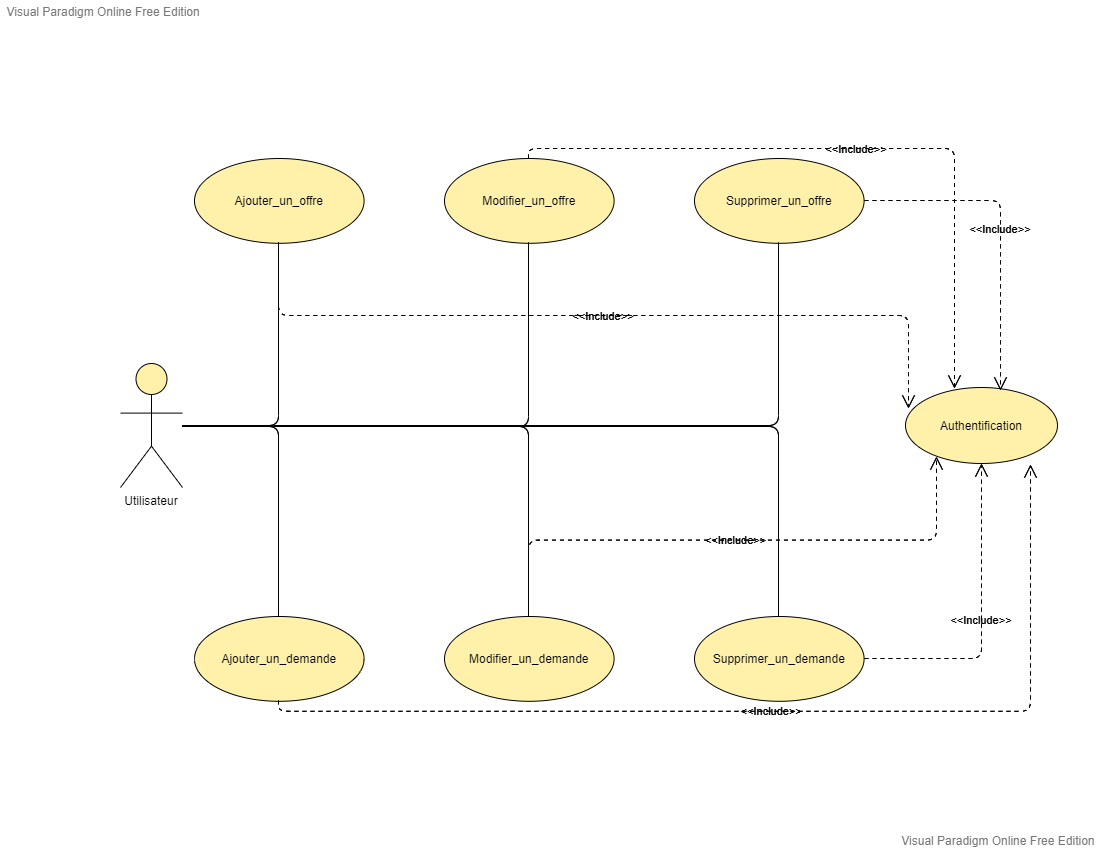 Visual Paradigm Online Free Edition
<<Include>>
Ajouter_un_offre
Modifier_un_offre
Supprimer_un_offre
<<Include>>
<<Include>>
Authentification
Utilisateur
<<Include>>
<<Include>>
Ajouter_un_demande
Modifier_un_demande
Supprimer_un_demande
<<Include>>
Visual Paradigm Online Free Edition